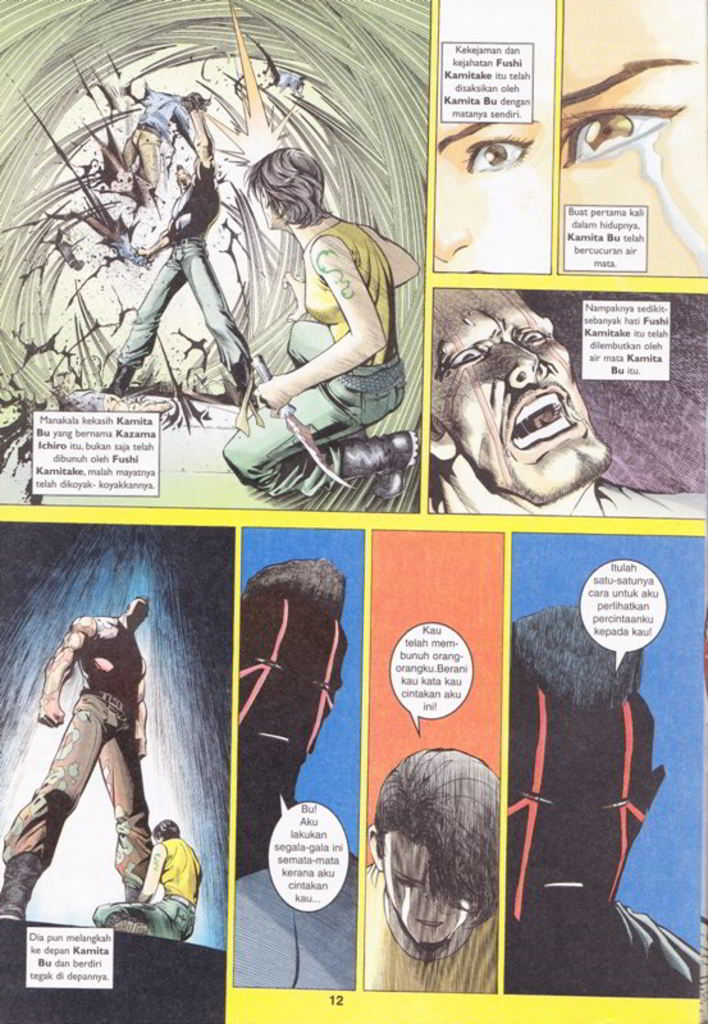 Kekejaman dan
kejahatan Fushi
Kamitake itu telah
disaksikan oleh
Kamita Bu dengan
matanya sendiri.
Buat pertama kali
dalam hidupnya,
Kamita Bu telah
bercucuran air
mata.
Manakala kekasih Kamita
Bu yang bernama Kazama
Ichiro itu, bukan saja telah
dibunuh oleh Fushi
Kamitake, malah mayatnya
telah dikoyak- koyakkannya.
Nampaknya sedikit-
sebanyak hati Fushi
Kamitake itu telah
dilembutkan oleh
air mata Kamita
Bu itu.
Dia pun melangkah
ke depan Kamita
Bu dan berdiri
tegak di depannya.
Bu!
Aku
lakukan
segala-gala ini
semata-mata
kerana aku
cintakan
kau...
Kau
telah mem-
bunuh orang-
orangku.Berani
kau kata kau
cintakan aku
ini!
Itulah
satu-satunya
cara untuk aku
perlihatkan
percintaanku
kepada kau!
12